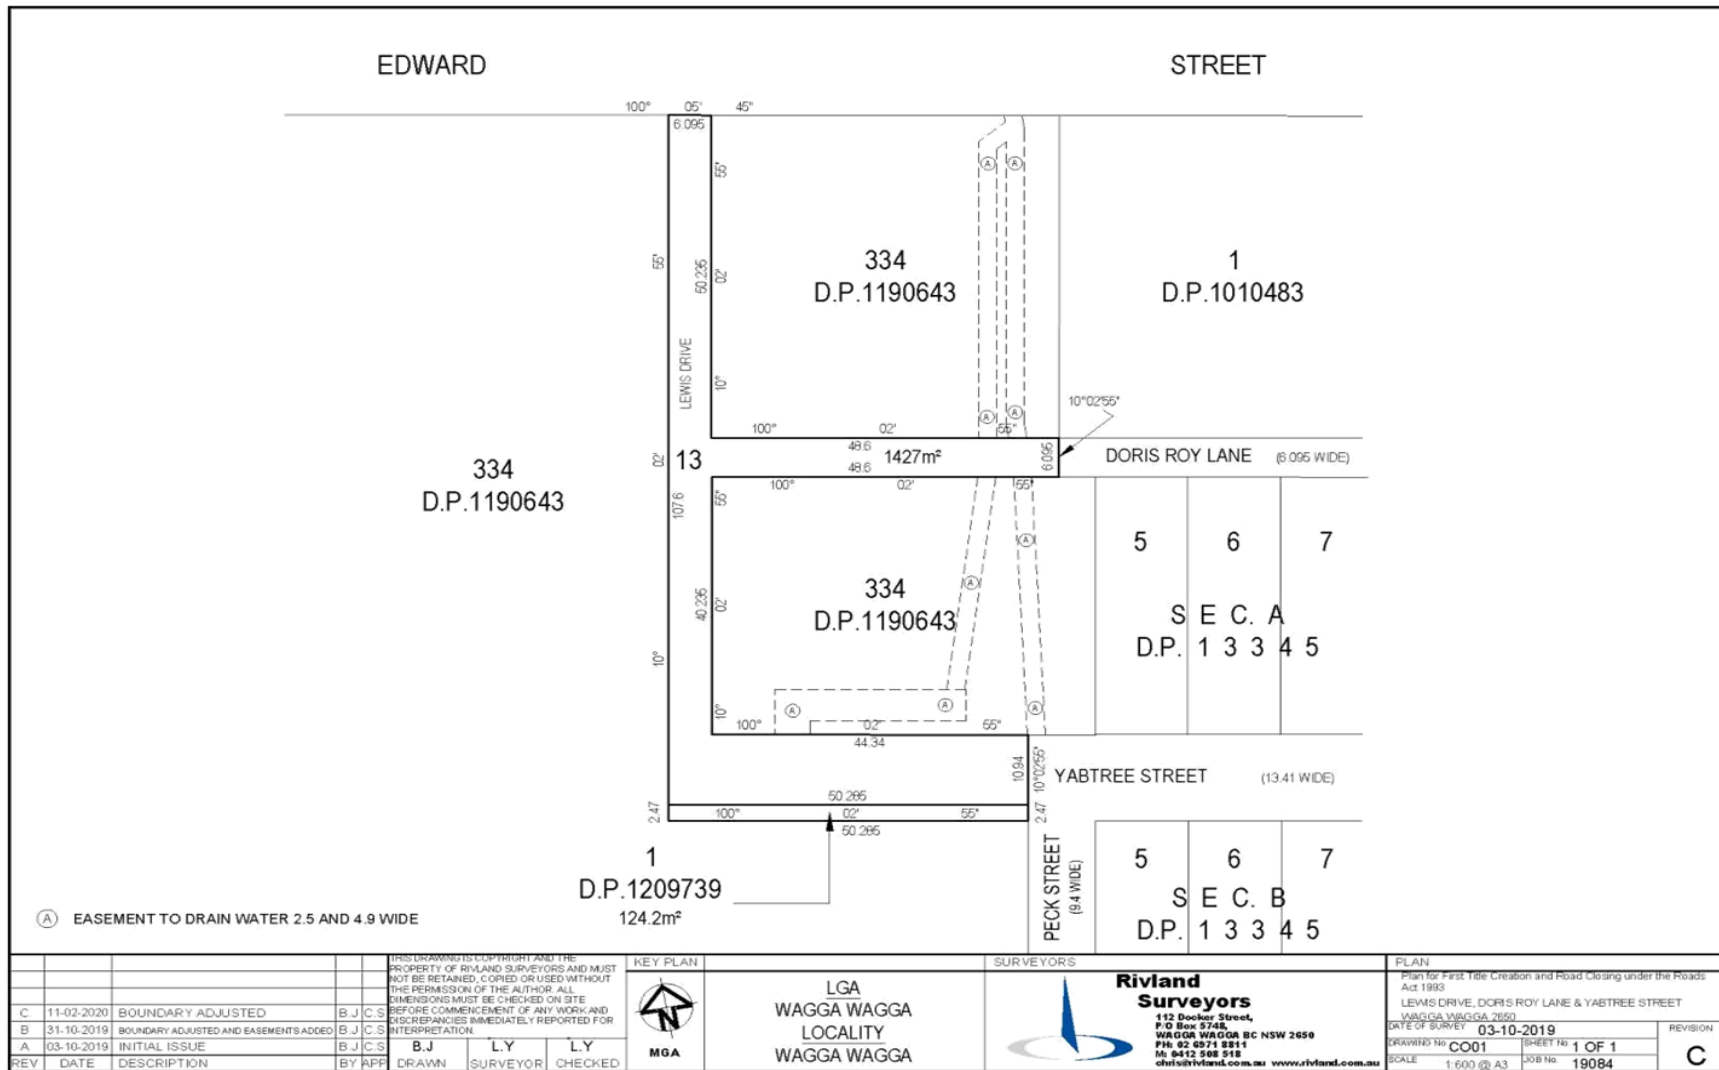 EDWARD STREET
100° 05' 45"
6.095
55"
02'
10°
50.235
55"
02'
10°
107.6
LEWIS DRIVE
334
D.P.1190643
1
D.P.1010483
Ⓐ Ⓐ
Ⓐ Ⓐ
10°02'55"
100° 02' 55"
48.6
13
1427m²
48.6
100° 02' 55"
6.095
DORIS ROY LANE (6.095 WIDE)
334
D.P.1190643
55"
02'
10°
40.235
334
D.P.1190643
Ⓐ
Ⓐ
Ⓐ Ⓐ Ⓐ
5 6 7
S E C. A
D.P. 1 3 3 4 5
100° 02' 55"
44.34
10.94
10°02'55"
YABTREE STREET (13.41 WIDE)
50.285
2.47
100° 02' 55"
2.47
50.285
PECK STREET
(9.4 WIDE)
5 6 7
S E C. B
D.P. 1 3 3 4 5
1
D.P.1209739
124.2m²
Ⓐ EASEMENT TO DRAIN WATER 2.5 AND 4.9 WIDE
C 11-02-2020 BOUNDARY ADJUSTED B.J C.S
B 31-10-2019 BOUNDARY ADJUSTED AND EASEMENTS ADDED B.J C.S
A 03-10-2019 INITIAL ISSUE B.J C.S
REV DATE DESCRIPTION BY APP
THIS DRAWING IS COPYRIGHT AND THE
PROPERTY OF RIVLAND SURVEYORS AND MUST
NOT BE RETAINED, COPIED OR USED WITHOUT
THE PERMISSION OF THE AUTHOR. ALL
DIMENSIONS MUST BE CHECKED ON SITE
BEFORE COMMENCEMENT OF ANY WORK AND
DISCREPANCIES IMMEDIATELY REPORTED FOR
INTERPRETATION.
B.J L.Y L.Y
DRAWN SURVEYOR CHECKED
KEY PLAN
N
MGA
LGA
WAGGA WAGGA
LOCALITY
WAGGA WAGGA
SURVEYORS
Rivland
Surveyors
112 Docker Street,
P/O Box 5748,
WAGGA WAGGA BC NSW 2650
PH: 02 6971 8811
M: 0412 508 518
chris@rivland.com.au www.rivland.com.au
PLAN
Plan for First Title Creation and Road Closing under the Roads
Act 1993
LEWIS DRIVE, DORIS ROY LANE & YABTREE STREET
WAGGA WAGGA 2650
DATE OF SURVEY 03-10-2019
REVISION
DRAWING No. CO01 SHEET No. 1 OF 1
SCALE 1:600 @ A3 JOB No. 19084
C